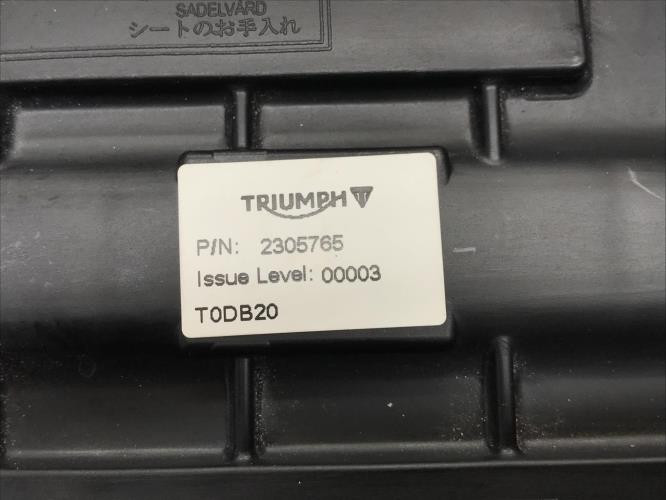 SADELVÅRD
シートのお手入れ
TRIUMPH
P/N: 2305765
Issue Level: 00003
T0DB20